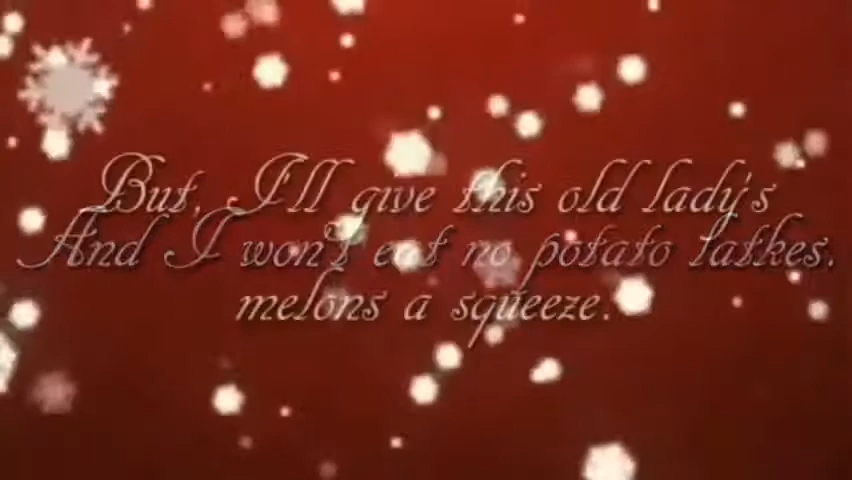 But, I'll give this old lady's
And I won't eat no potato latkes.
melons a squeeze.